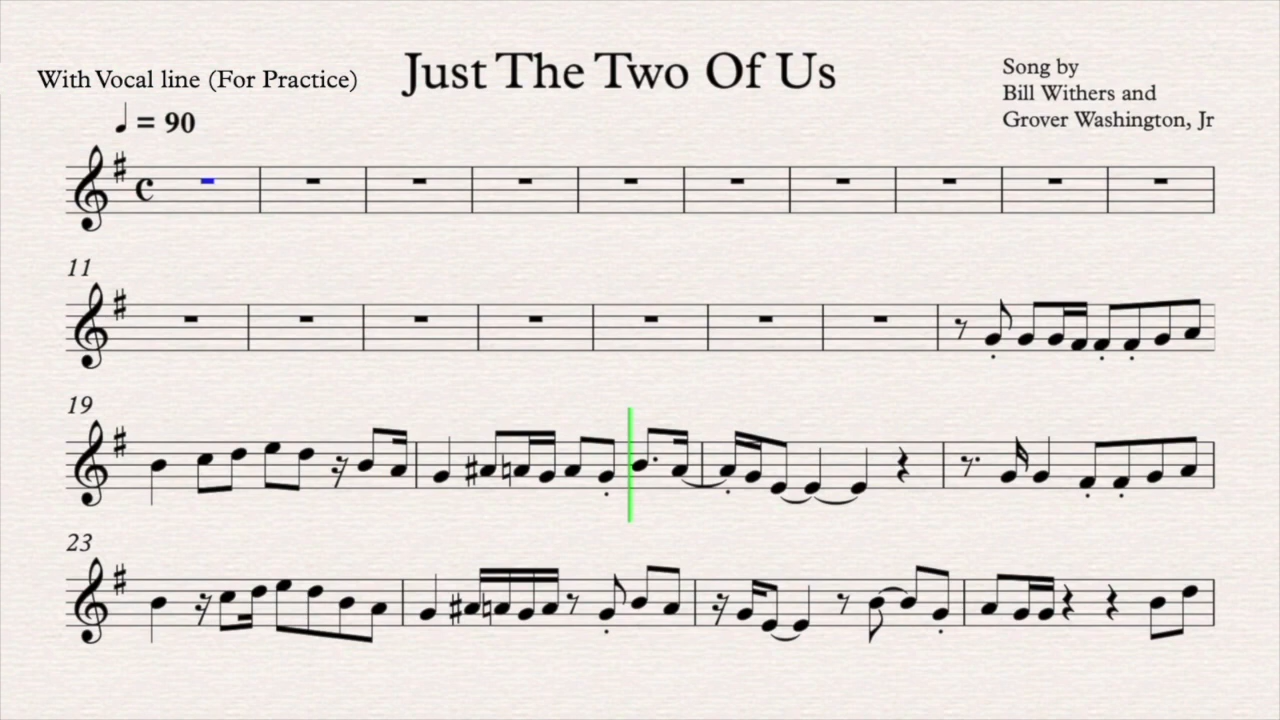 Just The Two Of Us
With Vocal line (For Practice)
Song by
Bill Withers and
Grover Washington, Jr
♩ = 90
11
19
23